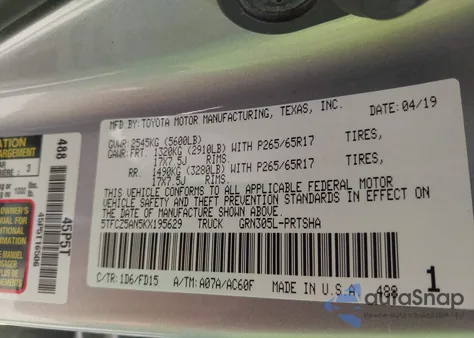 MFD BY: TOYOTA MOTOR MANUFACTURING, TEXAS, INC. DATE: 04/19
GVWR: 2545KG (5600LB)
GAWR: FRT. 1320KG (2910LB) WITH P265/65R17 TIRES,
17X7.5J RIMS.
RR. 1490KG (3280LB) WITH P265/65R17 TIRES,
17X7.5J RIMS.
THIS VEHICLE CONFORMS TO ALL APPLICABLE FEDERAL MOTOR
VEHICLE SAFETY AND THEFT PREVENTION STANDARDS IN EFFECT ON
THE DATE OF MANUFACTURE SHOWN ABOVE.
5TFCZ5AN5KX195629 TRUCK GRN305L-PRTSHA
C/TR: 1D6/FD15 A/TM: A07A/AC60F MADE IN U.S.A. 488 1
488
45P5T
autoSnap